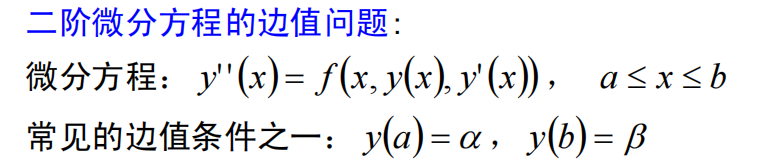 二阶微分方程的边值问题:
微分方程： y''(x)= f(x, y(x), y'(x))， a ≤ x ≤ b
常见的边值条件之一： y(a)= α， y(b)= β